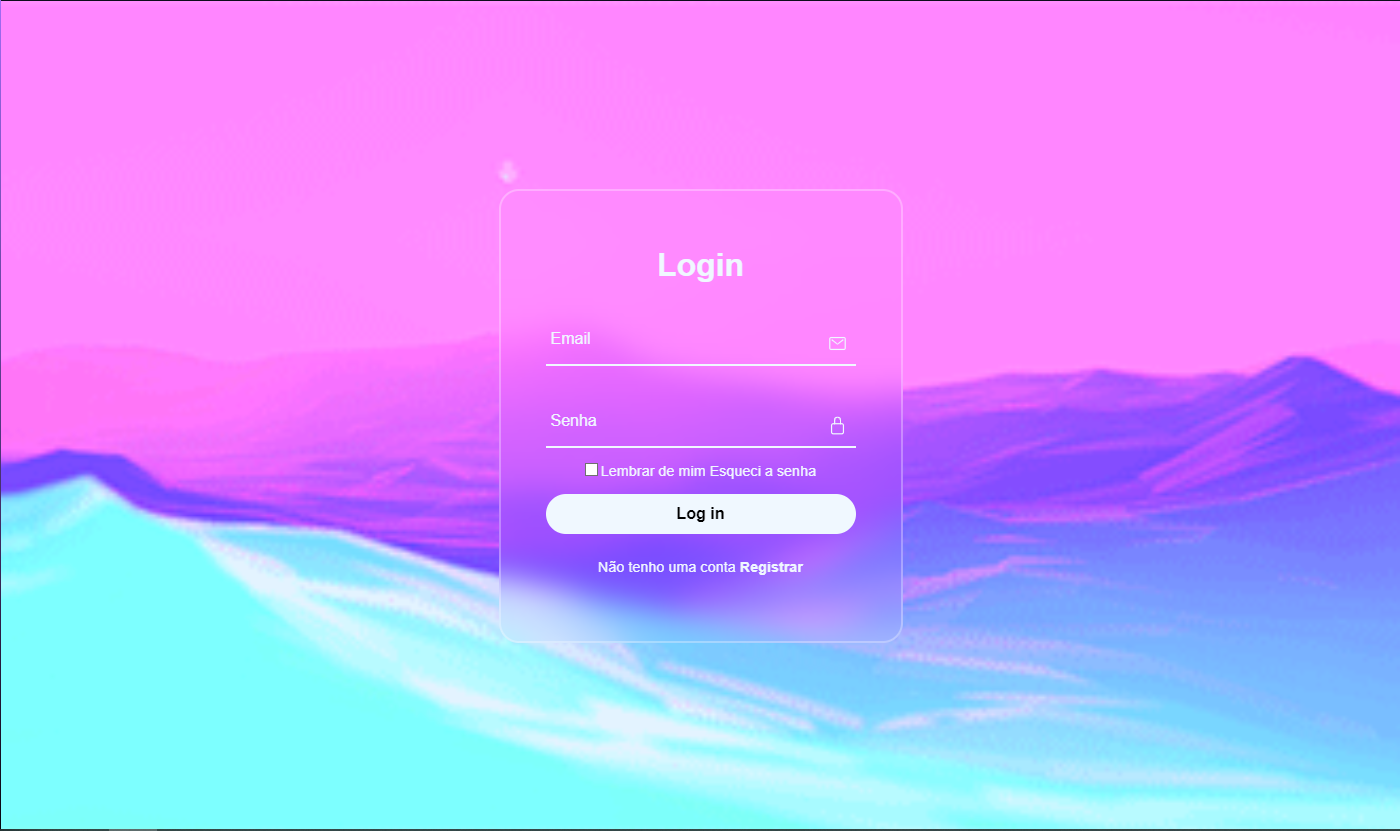 Login
Email
Senha
Lembrar de mim Esqueci a senha
Log in
Não tenho uma conta Registrar